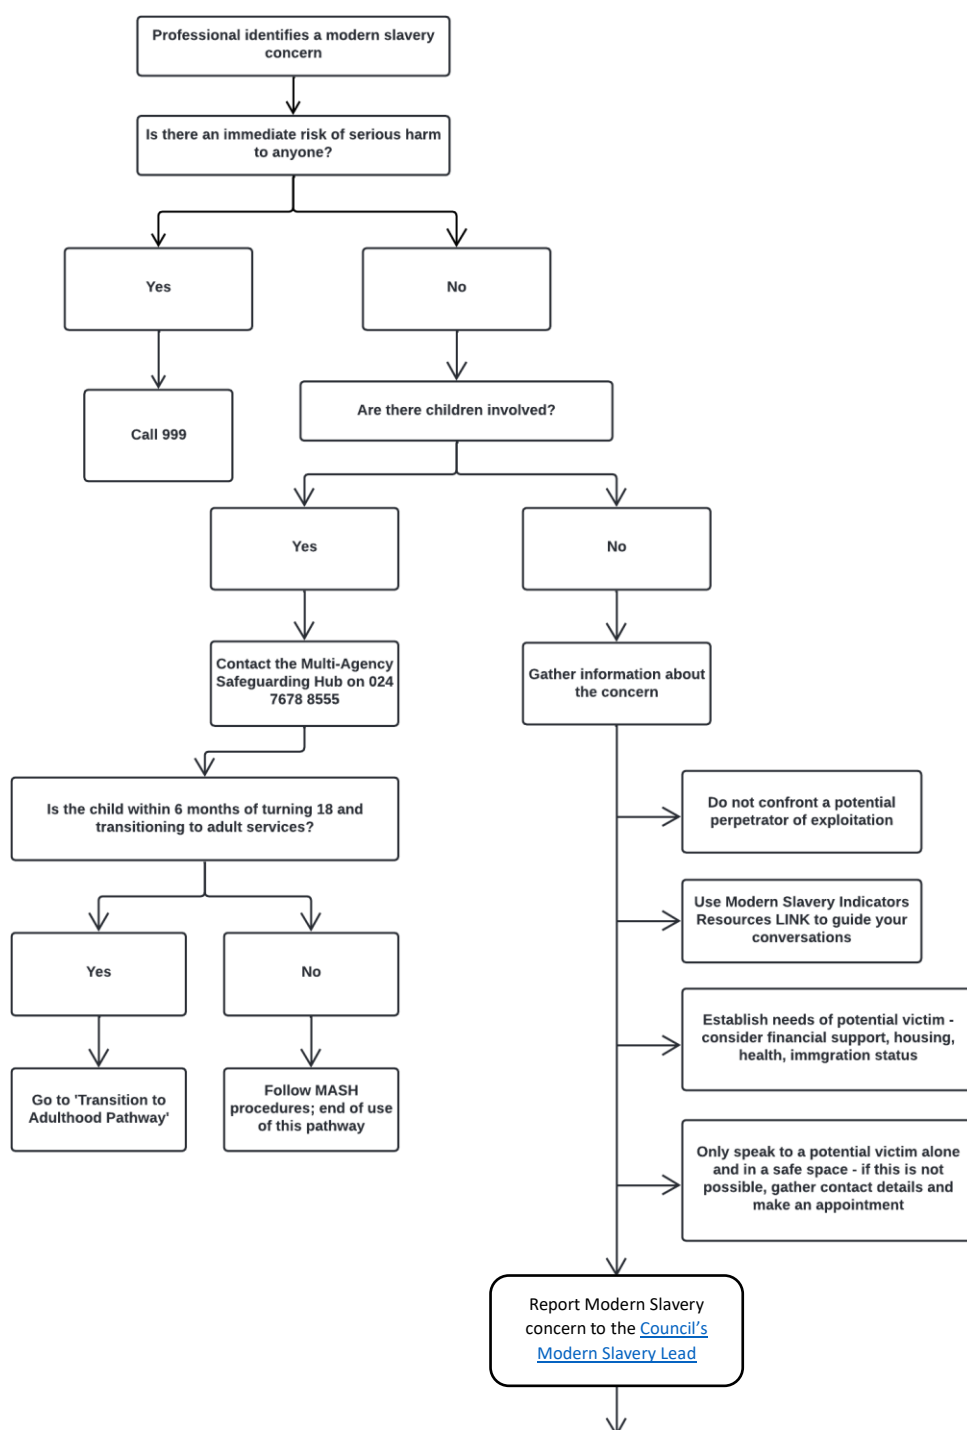 Professional identifies a modern slavery
concern
Is there an immediate risk of serious harm
to anyone?
Yes
No
Call 999
Are there children involved?
Yes
No
Contact the Multi-Agency
Safeguarding Hub on 024
7678 8555
Gather information about
the concern
Is the child within 6 months of turning 18 and
transitioning to adult services?
Do not confront a potential
perpetrator of exploitation
Use Modern Slavery Indicators
Resources LINK to guide your
conversations
Yes
No
Establish needs of potential victim -
consider financial support, housing,
health, immgration status
Go to 'Transition to
Adulthood Pathway'
Follow MASH
procedures; end of use
of this pathway
Only speak to a potential victim alone
and in a safe space - if this is not
possible, gather contact details and
make an appointment
Report Modern Slavery
concern to the Council’s
Modern Slavery Lead